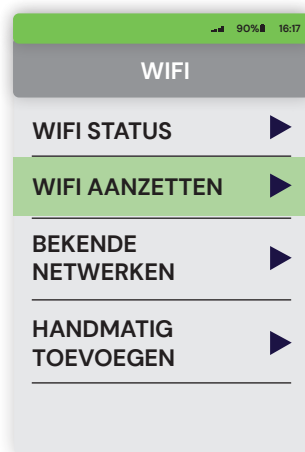 90% 16:17
WIFI
WIFI STATUS
WIFI AANZETTEN
BEKENDE
NETWERKEN
HANDMATIG
TOEVOEGEN